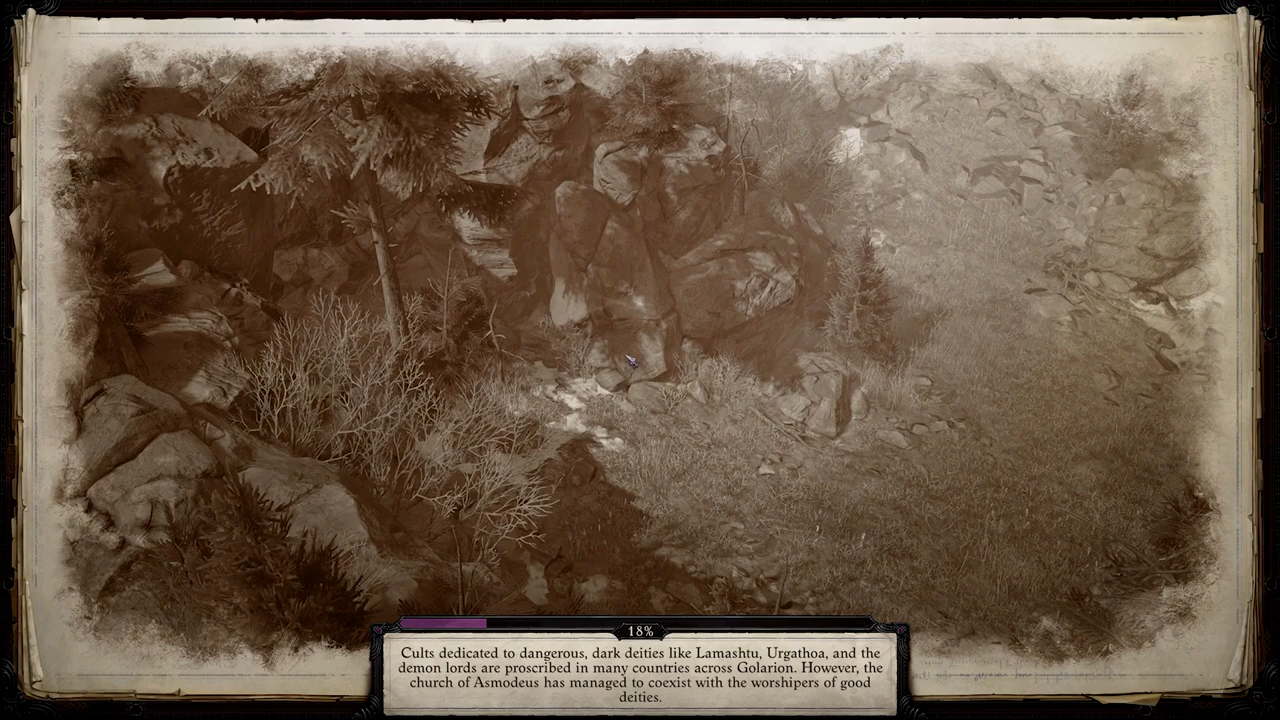 18%
Cults dedicated to dangerous, dark deities like Lamashtu, Urgathoa, and the
demon lords are proscribed in many countries across Golarion. However, the
church of Asmodeus has managed to coexist with the worshipers of good
deities.